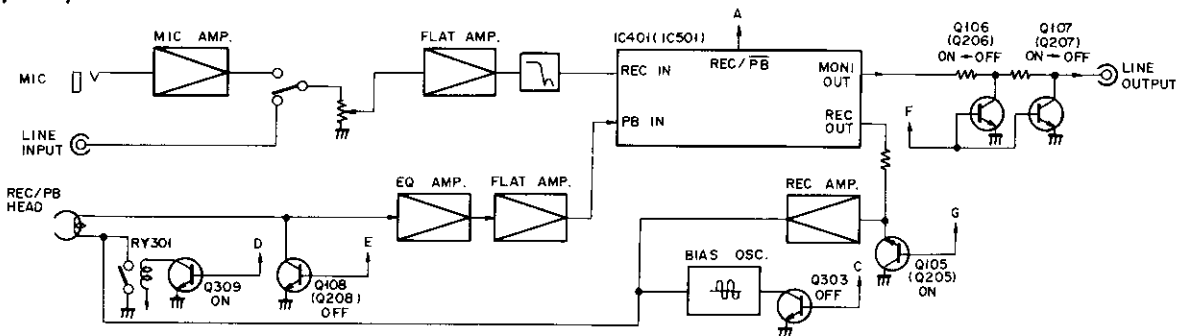 A
Q106
(Q206)
ON ← OFF
Q107
(Q207)
ON → OFF
MIC AMP.
FLAT AMP.
IC401(IC501)
REC/PB
MIC
REC IN
MONI
OUT
LINE
OUTPUT
PB IN
REC
OUT
F
LINE
INPUT
REC/PB
HEAD
EQ AMP.
FLAT AMP.
REC AMP.
G
RY301
D
E
BIAS OSC.
C
Q309
ON
Q108
(Q208)
OFF
Q303
OFF
Q105
(Q205)
ON